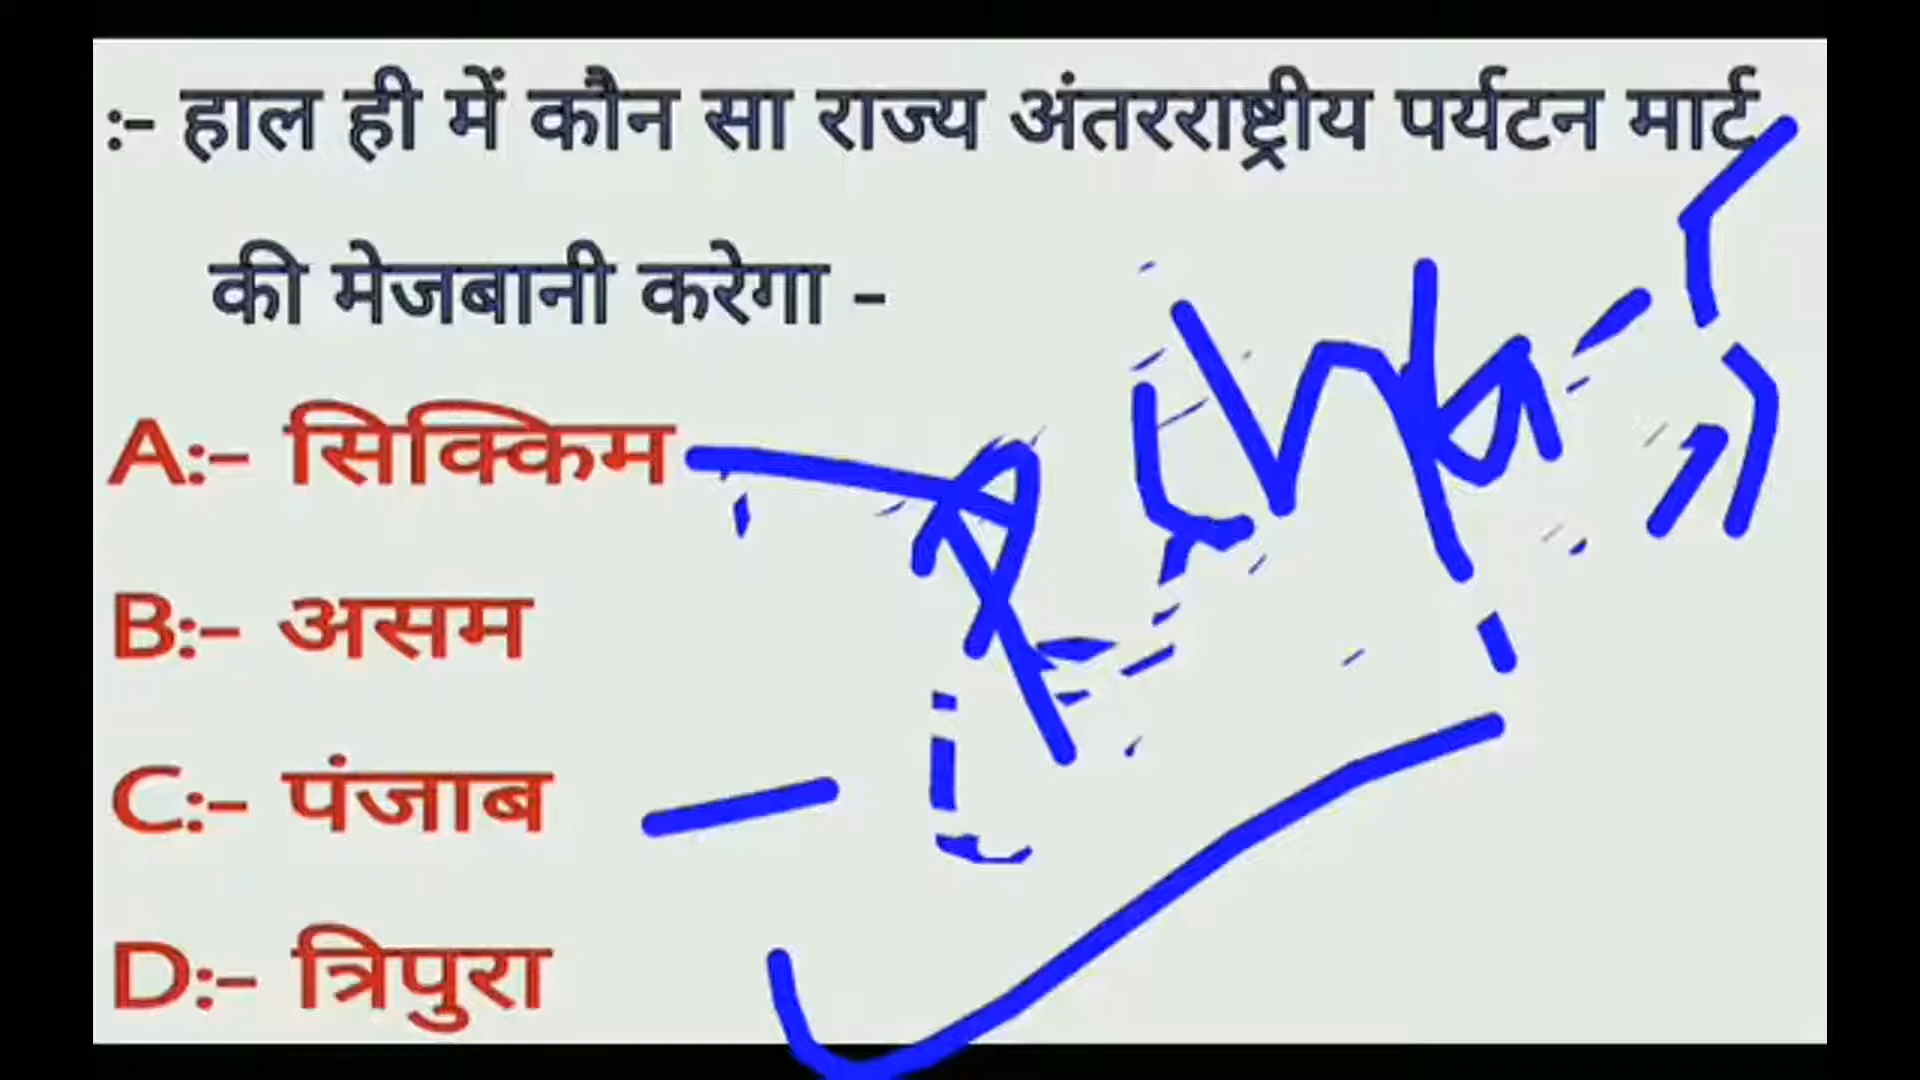 :- हाल ही में कौन सा राज्य अंतरराष्ट्रीय पर्यटन मार्ट
की मेजबानी करेगा -
A:- सिक्किम
B:- असम
C:- पंजाब
D:- त्रिपुरा